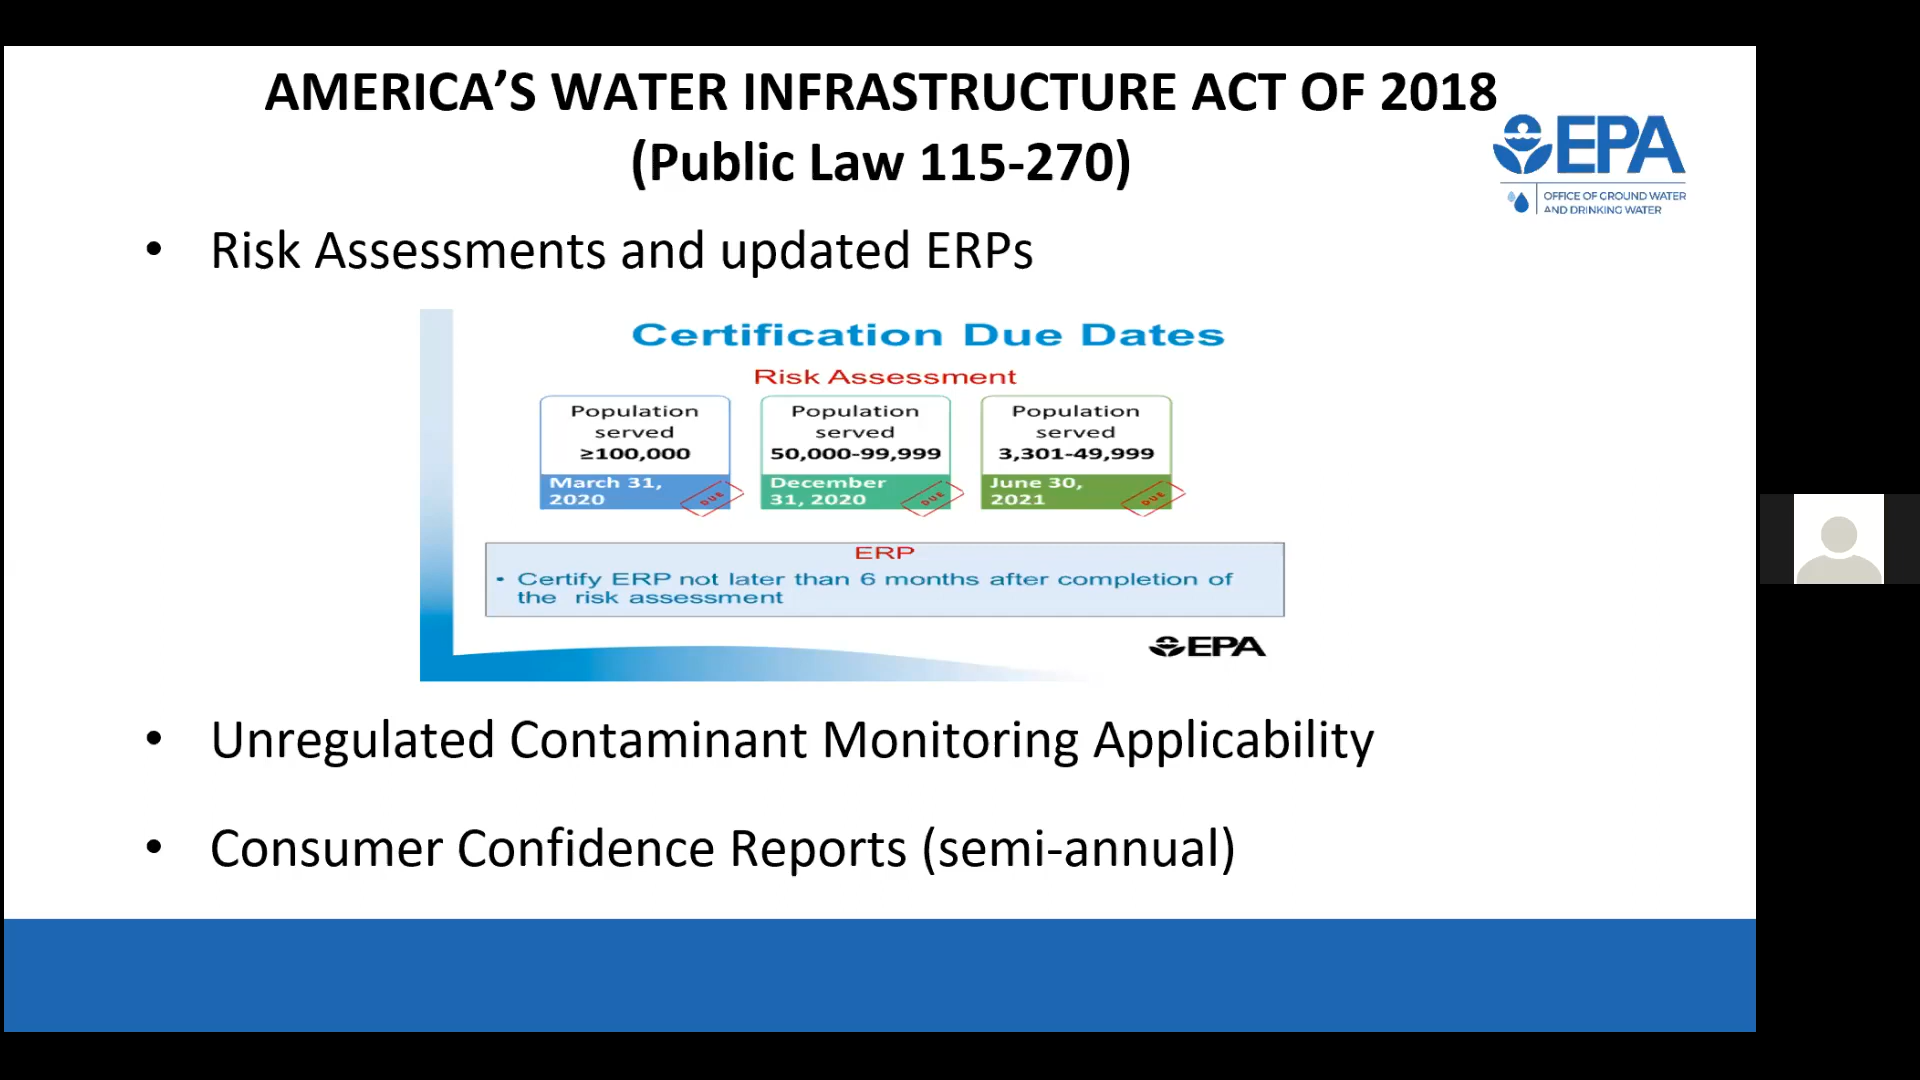 AMERICA’S WATER INFRASTRUCTURE ACT OF 2018
(Public Law 115-270)
EPA
OFFICE OF GROUND WATER
AND DRINKING WATER
• Risk Assessments and updated ERPs
Certification Due Dates
Risk Assessment
Population
served
≥100,000
March 31,
2020
DUE
Population
served
50,000-99,999
December
31, 2020
DUE
Population
served
3,301-49,999
June 30,
2021
DUE
ERP
• Certify ERP not later than 6 months after completion of
the risk assessment
EPA
• Unregulated Contaminant Monitoring Applicability
• Consumer Confidence Reports (semi-annual)